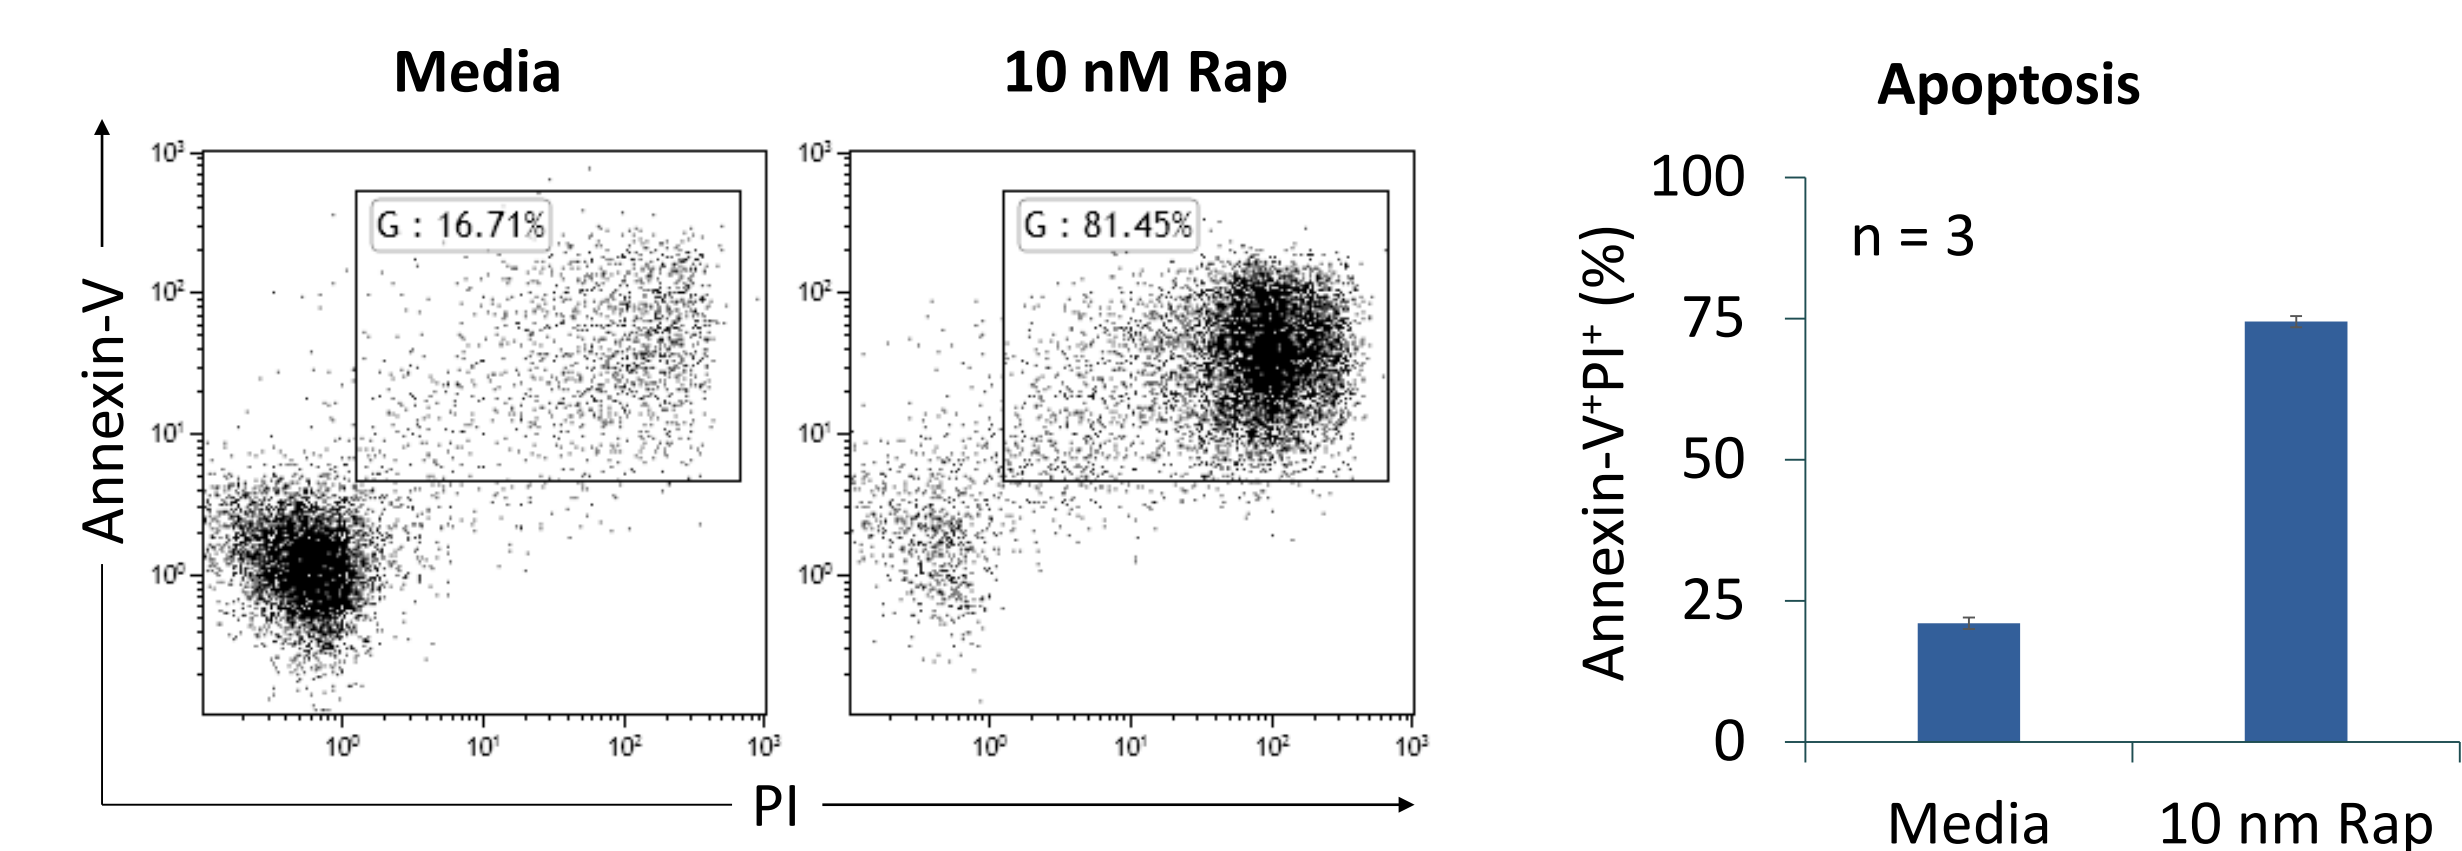 Media
10 nM Rap
Apoptosis
Annexin-V
10³
10²
10¹
10⁰
G : 16.71%
10⁰
10¹
10²
10³
10³
10²
10¹
10⁰
G : 81.45%
10⁰
10¹
10²
10³
PI
Annexin-V⁺PI⁺ (%)
100
75
50
25
0
n = 3
Media
10 nm Rap